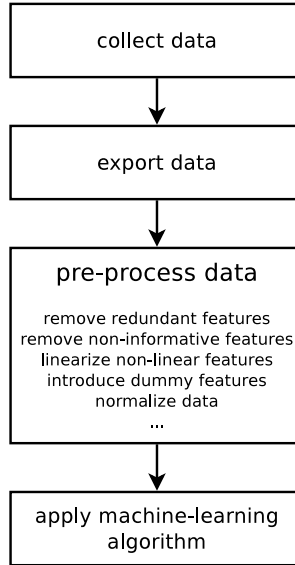 collect data
export data
pre-process data
remove redundant features
remove non-informative features
linearize non-linear features
introduce dummy features
normalize data
...
apply machine-learning
algorithm